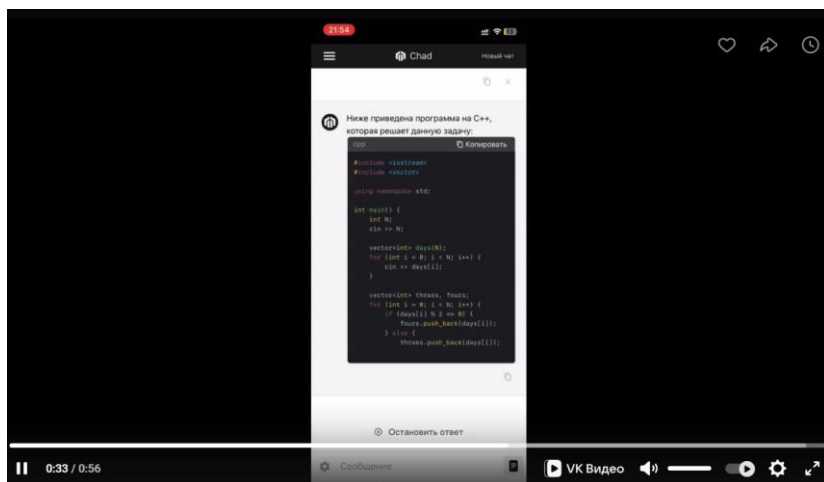 21:54
Chad
Новый чат
Ниже приведена программа на C++,
которая решает данную задачу:
cpp
Копировать
#include <iostream>
#include <vector>
using namespace std;
int main() {
int N;
cin >> N;
vector<int> days(N);
for (int i = 0; i < N; i++) {
cin >> days[i];
}
vector<int> threes, fours;
for (int i = 0; i < N; i++) {
if (days[i] % 2 == 0) {
fours.push_back(days[i]);
} else {
threes.push_back(days[i]);
Остановить ответ
Сообщение
0:33 / 0:56
VK Видео